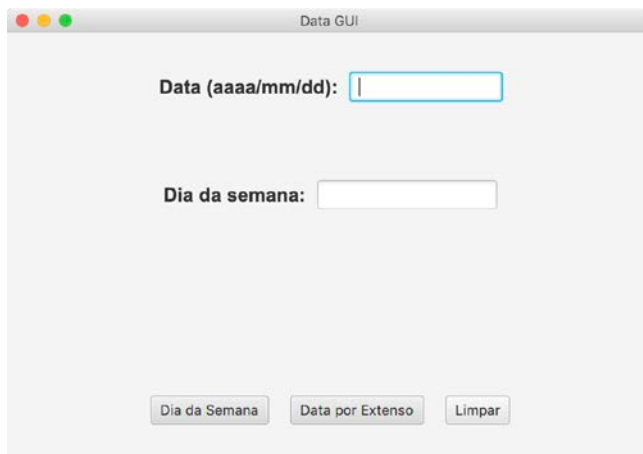 Data GUI
Data (aaaa/mm/dd):
Dia da semana:
Dia da Semana Data por Extenso Limpar